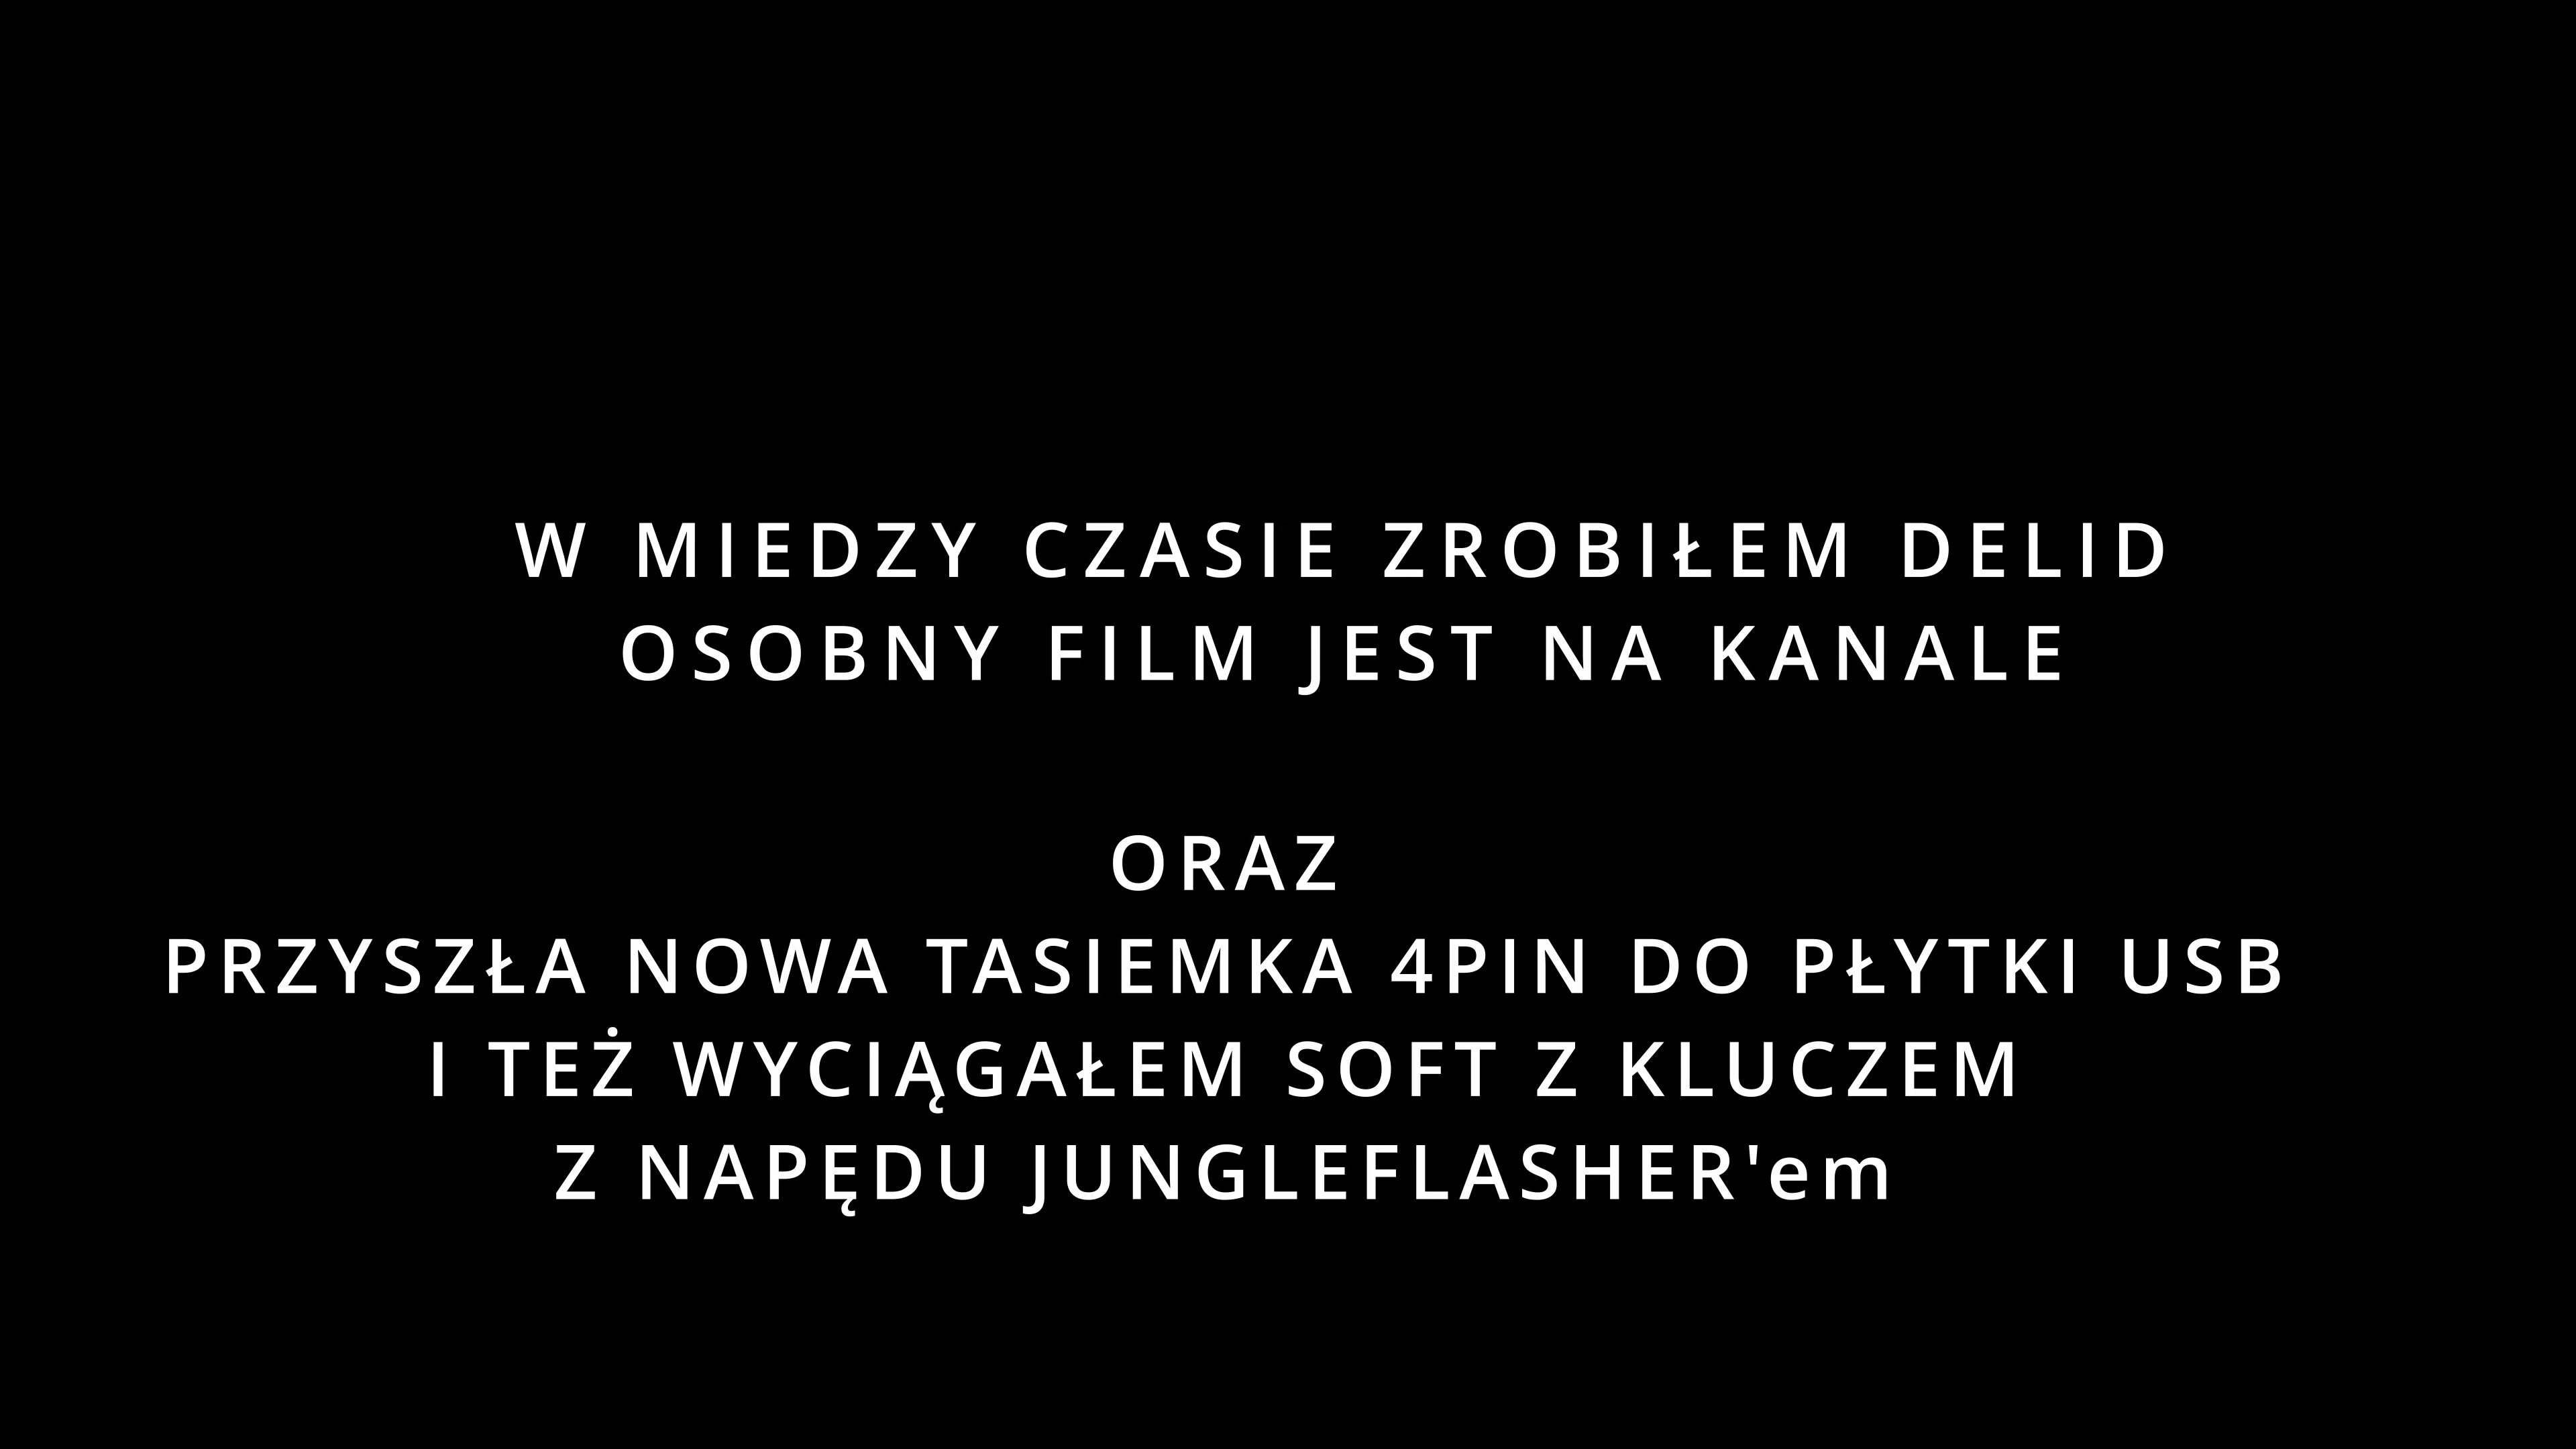 W MIEDZY CZASIE ZROBIŁEM DELID
OSOBNY FILM JEST NA KANALE
ORAZ
PRZYSZŁA NOWA TASIEMKA 4PIN DO PŁYTKI USB
I TEŻ WYCIĄGAŁEM SOFT Z KLUCZEM
Z NAPĘDU JUNGLEFLASHER'em